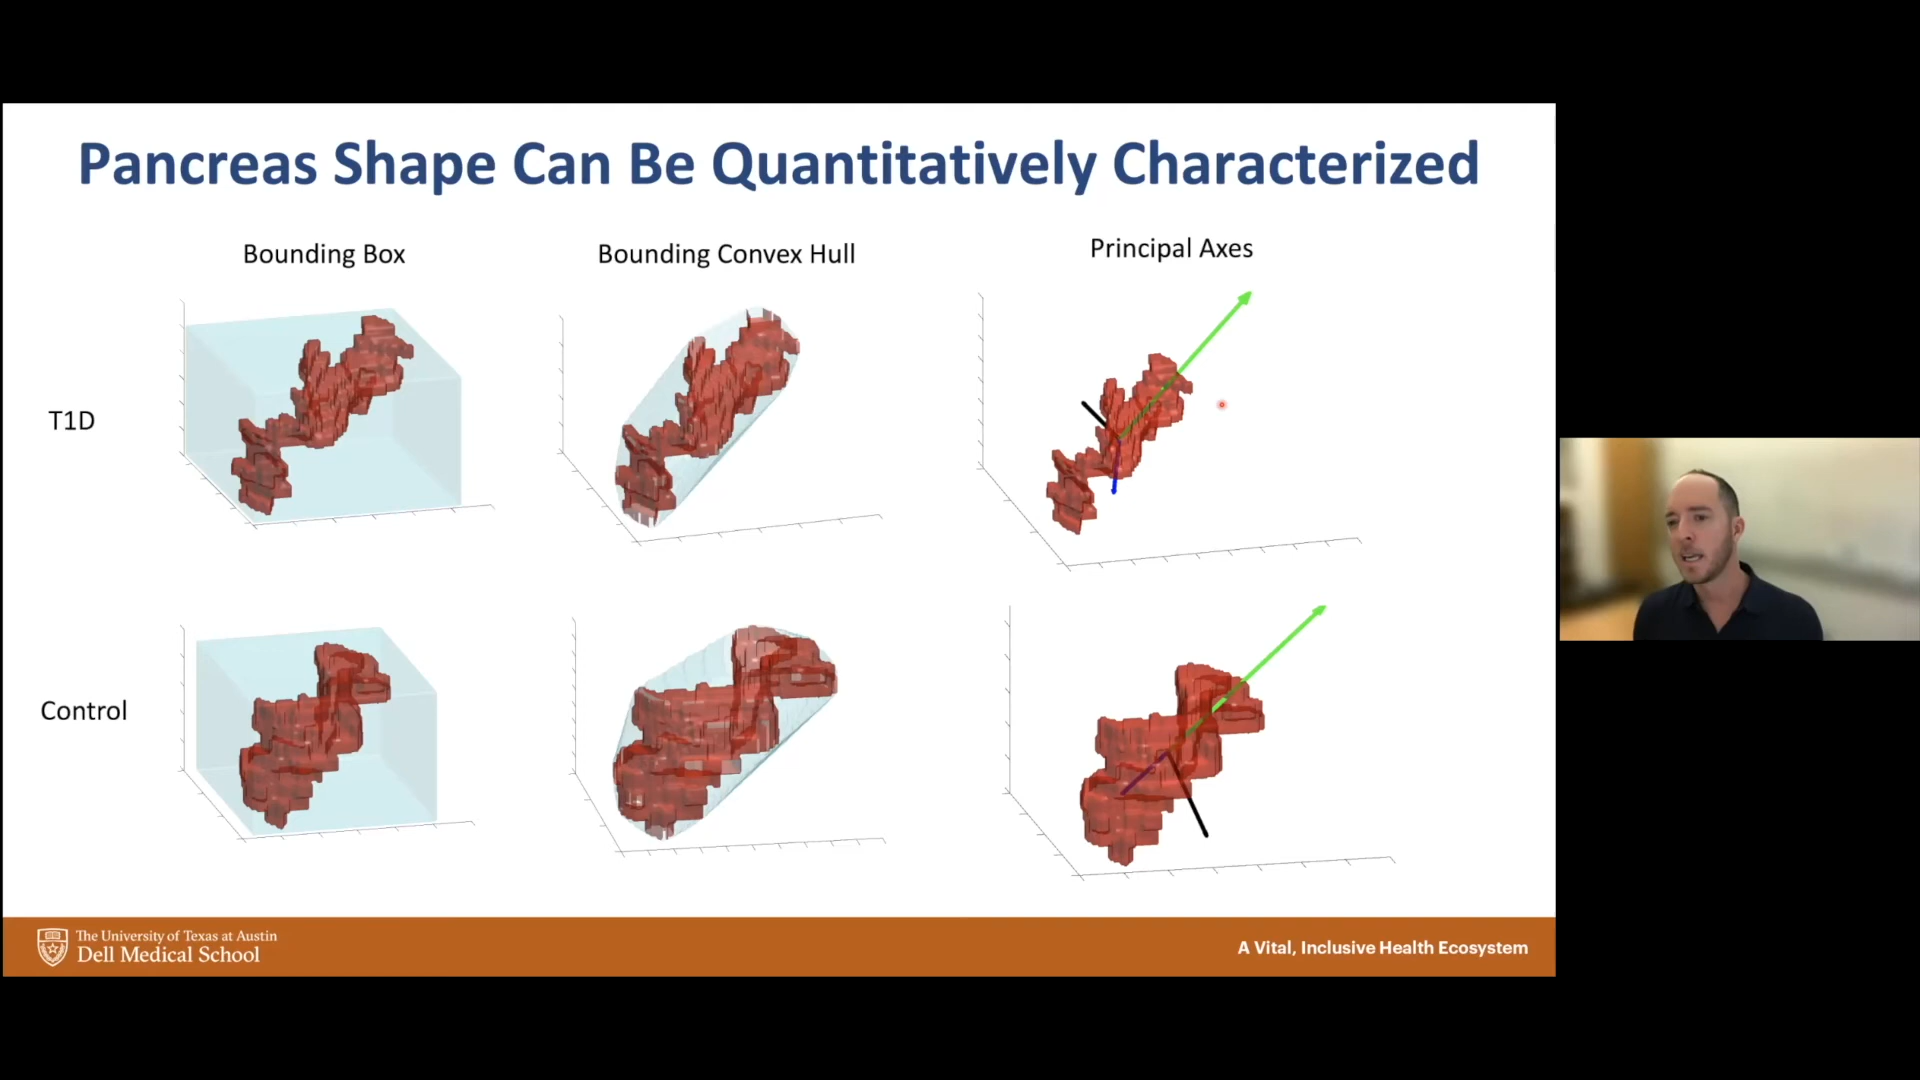 Pancreas Shape Can Be Quantitatively Characterized
Bounding Box
Bounding Convex Hull
Principal Axes
T1D
Control
The University of Texas at Austin
Dell Medical School
A Vital, Inclusive Health Ecosystem